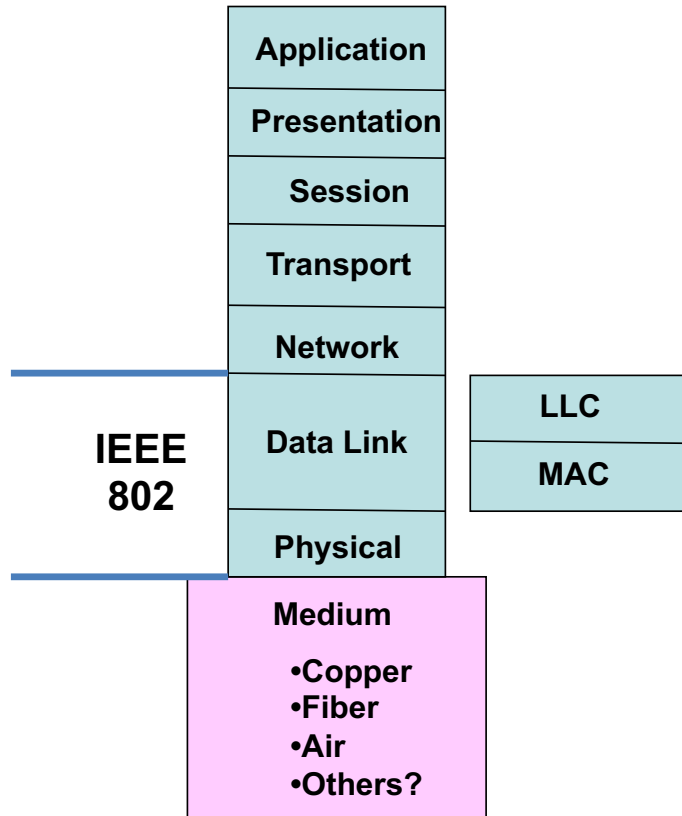 Application
Presentation
Session
Transport
Network
IEEE
802
Data Link
LLC
MAC
Physical
Medium
•Copper
•Fiber
•Air
•Others?